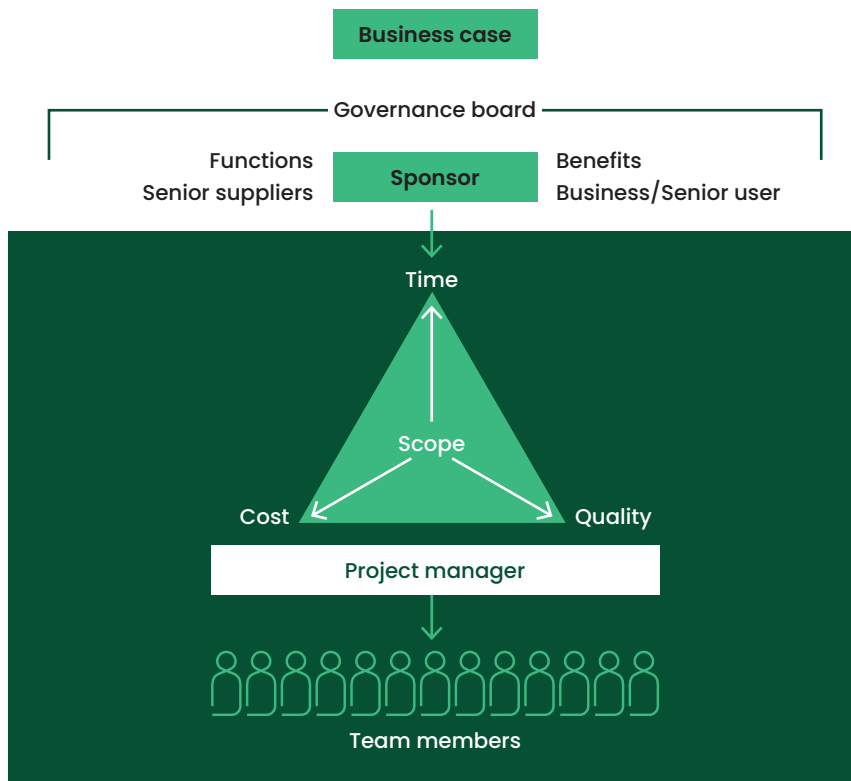 Business case
Governance board
Functions
Senior suppliers
Sponsor
Benefits
Business/Senior user
Time
Scope
Cost
Quality
Project manager
Team members